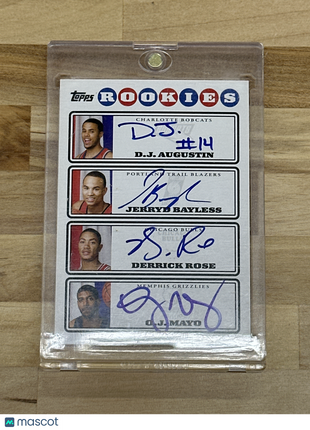 Topps ROOKIES
CHARLOTTE BOBCATS
D.J.
#14
D.J. AUGUSTIN
PORTLAND TRAIL BLAZERS
JERRYD BAYLESS
CHICAGO BULLS
DERRICK ROSE
MEMPHIS GRIZZLIES
O.J. MAYO
mascot